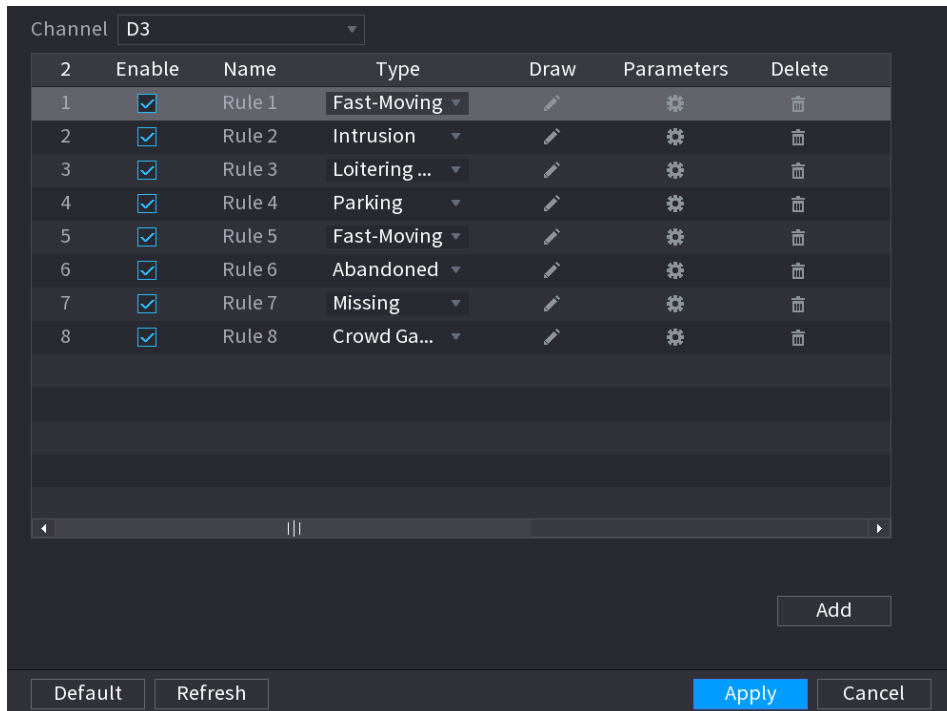 Channel D3
2 Enable Name Type Draw Parameters Delete
1 Rule 1 Fast-Moving
2 Rule 2 Intrusion
3 Rule 3 Loitering ...
4 Rule 4 Parking
5 Rule 5 Fast-Moving
6 Rule 6 Abandoned
7 Rule 7 Missing
8 Rule 8 Crowd Ga...
Add
Default Refresh Apply Cancel